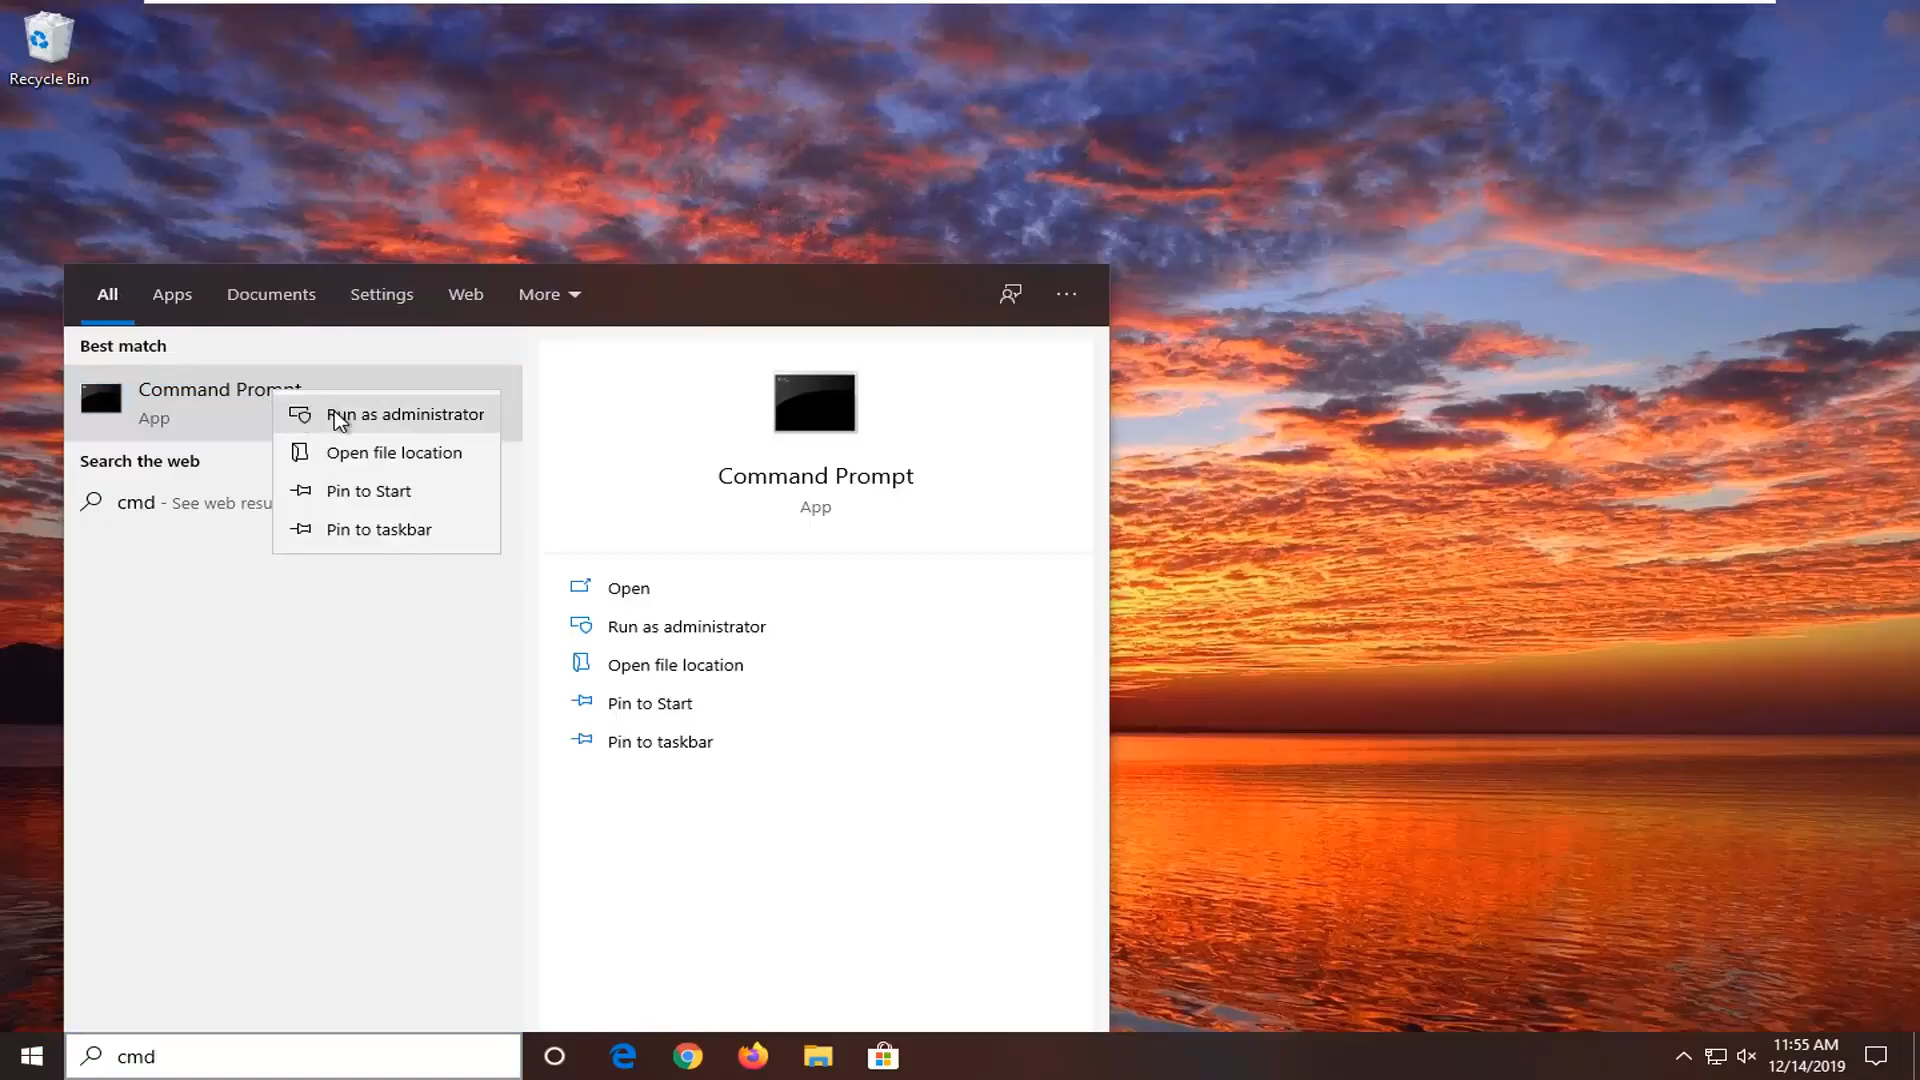 Recycle Bin
All Apps Documents Settings Web More
Best match
Command Prompt
App
Run as administrator
Open file location
Pin to Start
Pin to taskbar
Search the web
cmd - See web resu
Command Prompt
App
Open
Run as administrator
Open file location
Pin to Start
Pin to taskbar
cmd
11:55 AM
12/14/2019